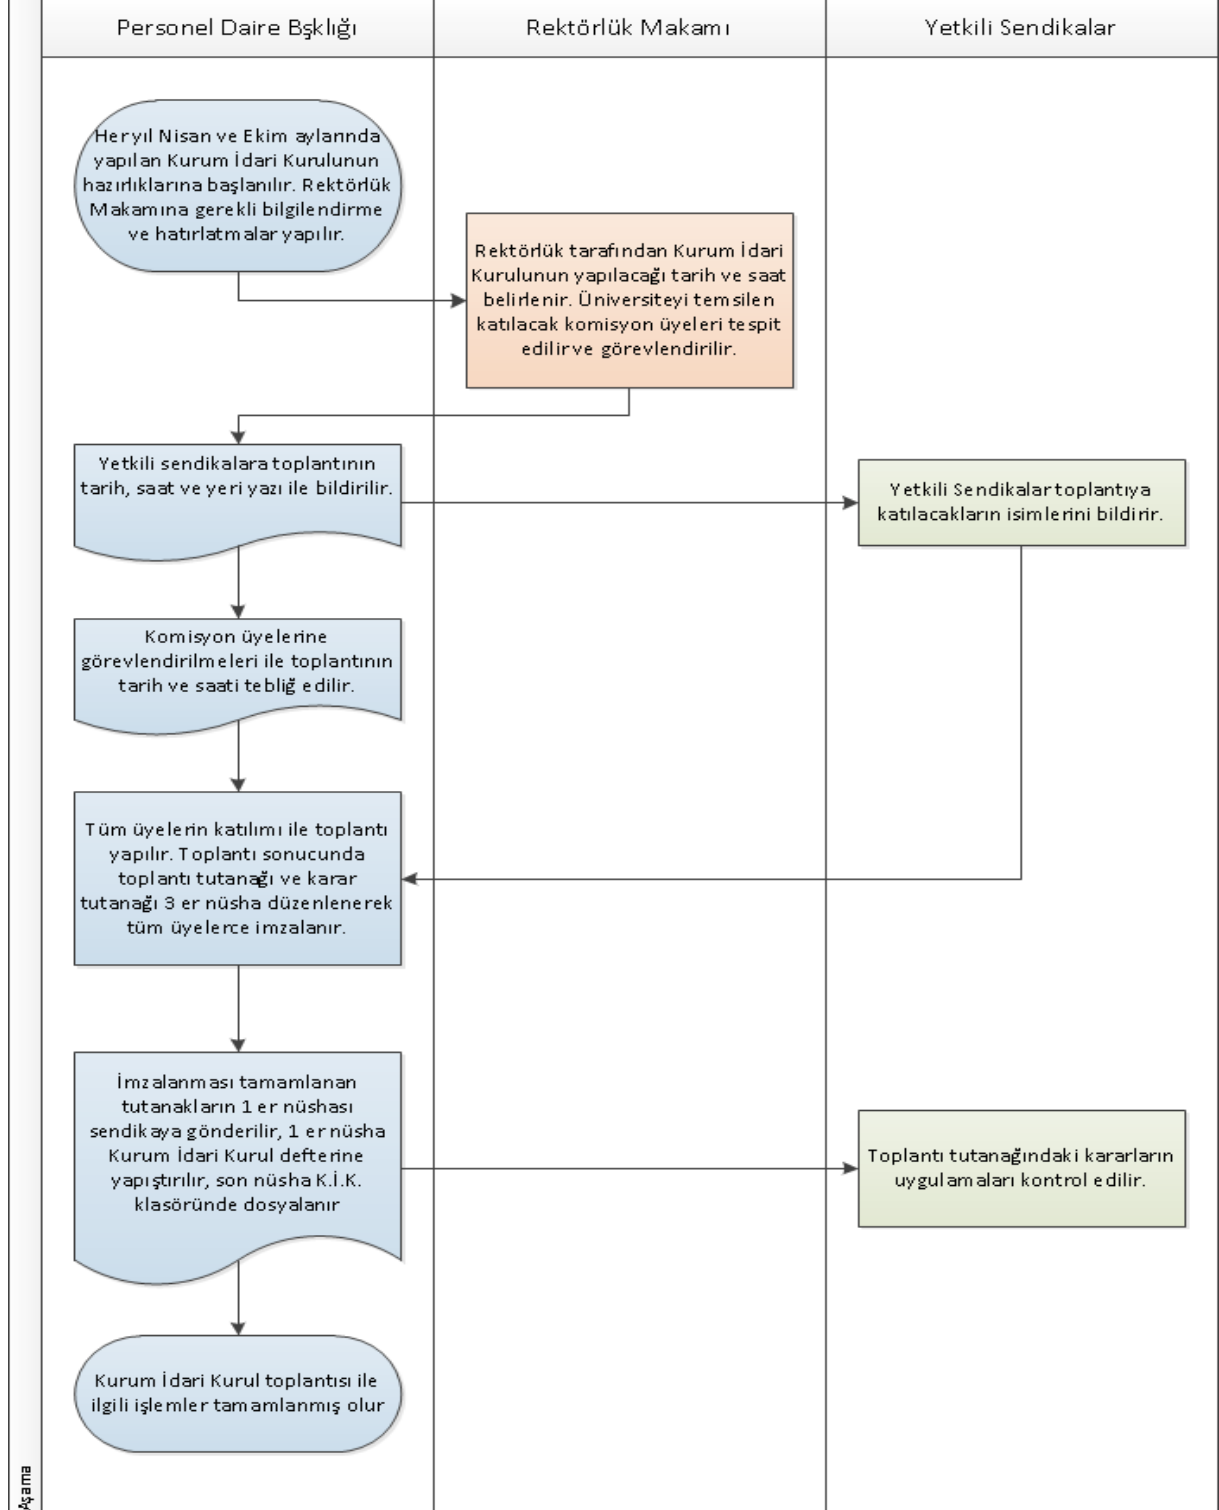 Personel Daire Bşklığı
Rektörlük Makamı
Yetkili Sendikalar
Her yıl Nisan ve Ekim aylarında
yapılan Kurum İdari Kurulunun
hazırlıklarına başlanılır. Rektörlük
Makamına gerekli bilgilendirme
ve hatırlatmalar yapılır.
Rektörlük tarafından Kurum İdari
Kurulunun yapılacağı tarih ve saat
belirlenir. Üniversiteyi temsilen
katılacak komisyon üyeleri tespit
edilir ve görevlendirilir.
Yetkili sendikalara toplantının
tarih, saat ve yeri yazı ile bildirilir.
Yetkili Sendikalar toplantıya
katılacakların isimlerini bildirir.
Komisyon üyelerine
görevlendirilmeleri ile toplantının
tarih ve saati tebliğ edilir.
Tüm üyelerin katılımı ile toplantı
yapılır. Toplantı sonucunda
toplantı tutanağı ve karar
tutanağı 3 er nüsha düzenlenerek
tüm üyelerce imzalanır.
İmzalanması tamamlanan
tutanakların 1 er nüshası
sendikaya gönderilir, 1 er nüsha
Kurum İdari Kurul defterine
yapıştırılır, son nüsha K.İ.K.
klasöründe dosyalanır
Toplantı tutanağındaki kararların
uygulamaları kontrol edilir.
Kurum İdari Kurul toplantısı ile
ilgili işlemler tamamlanmış olur
Aşama